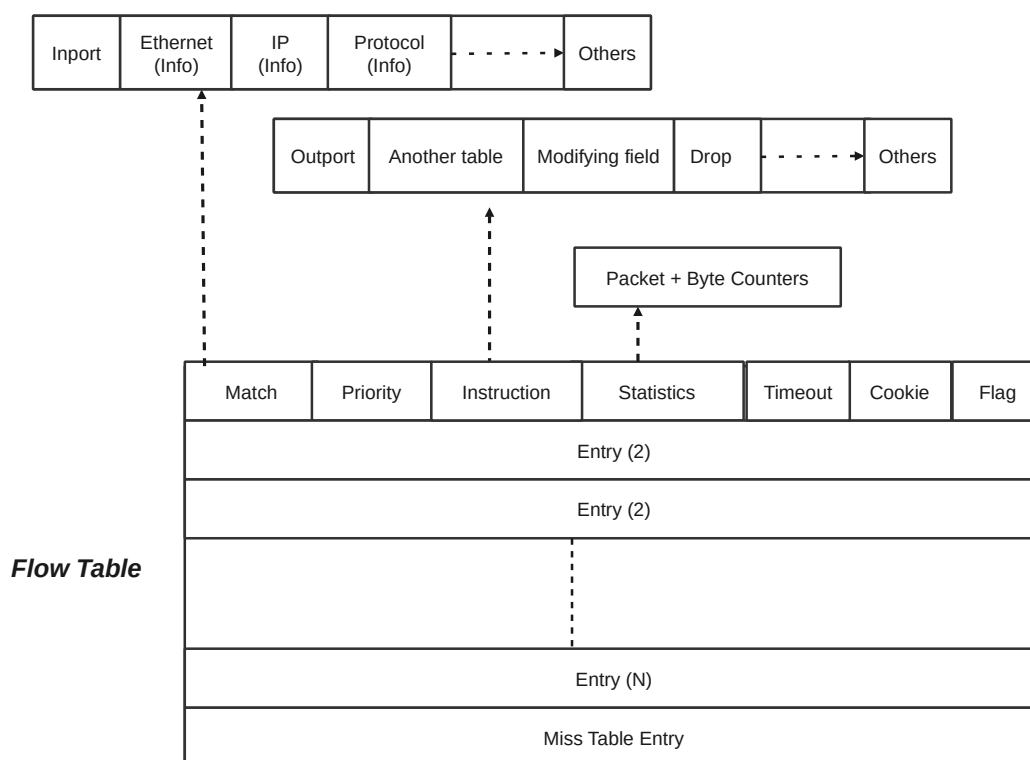 Inport
Ethernet
(Info)
IP
(Info)
Protocol
(Info)
Others
Outport
Another table
Modifying field
Drop
Others
Packet + Byte Counters
Match
Priority
Instruction
Statistics
Timeout
Cookie
Flag
Entry (2)
Entry (2)
Flow Table
Entry (N)
Miss Table Entry